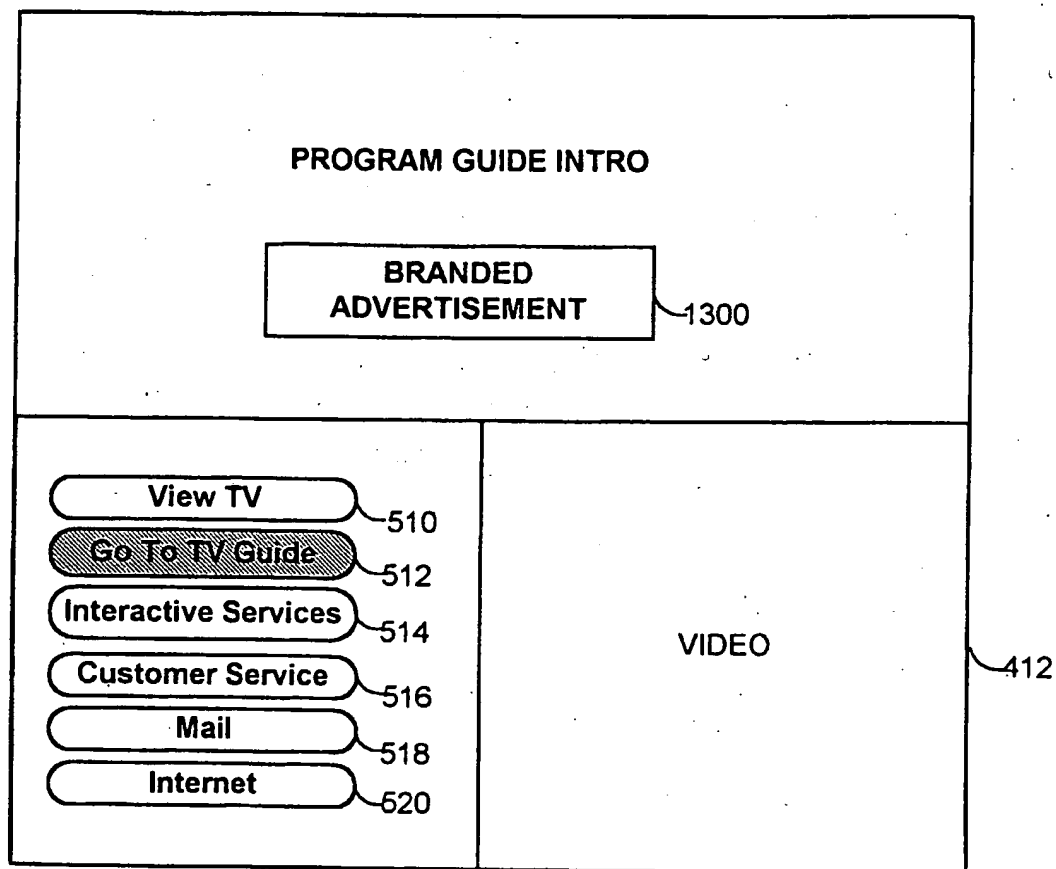 PROGRAM GUIDE INTRO
BRANDED
ADVERTISEMENT
1300
View TV
510
Go To TV Guide
512
Interactive Services
514
Customer Service
516
Mail
518
Internet
520
VIDEO
412